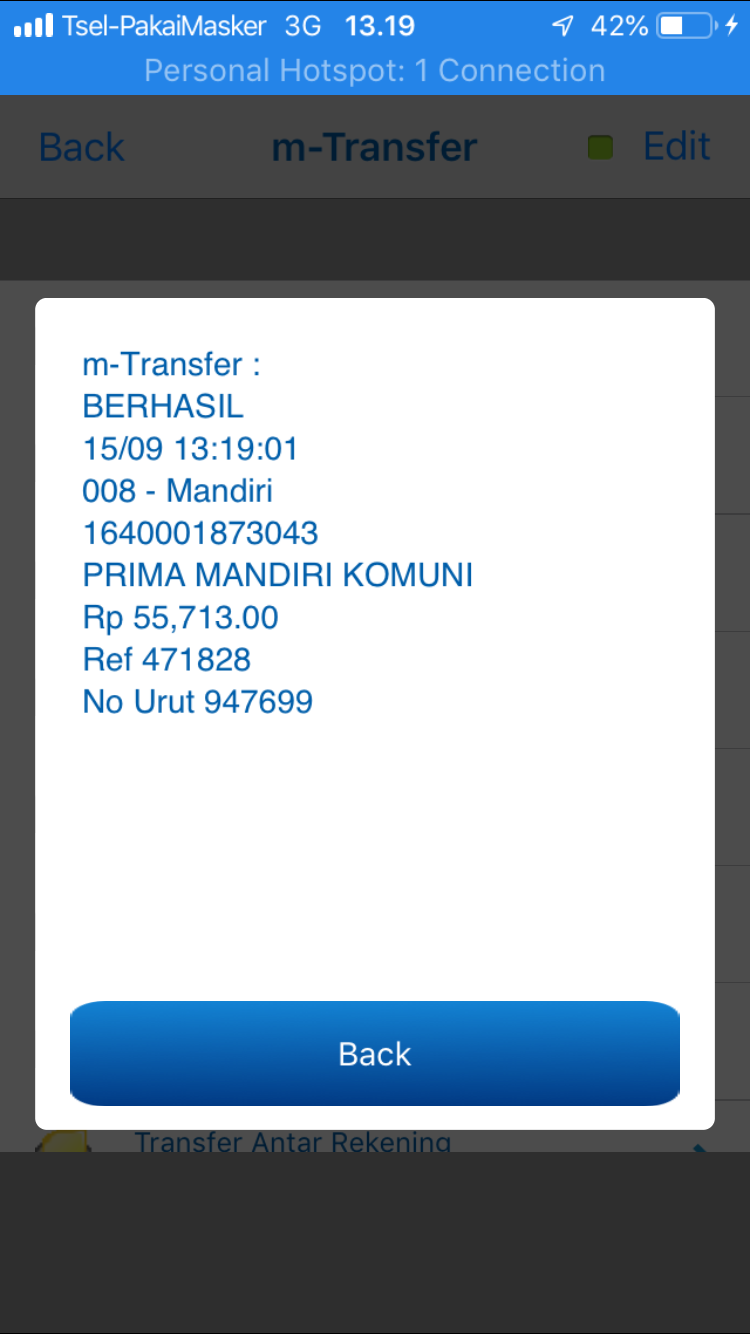 Tsel-PakaiMasker 3G 13.19 42%
Personal Hotspot: 1 Connection
Back m-Transfer Edit
m-Transfer :
BERHASIL
15/09 13:19:01
008 - Mandiri
1640001873043
PRIMA MANDIRI KOMUNI
Rp 55,713.00
Ref 471828
No Urut 947699
Back
Transfer Antar Rekening